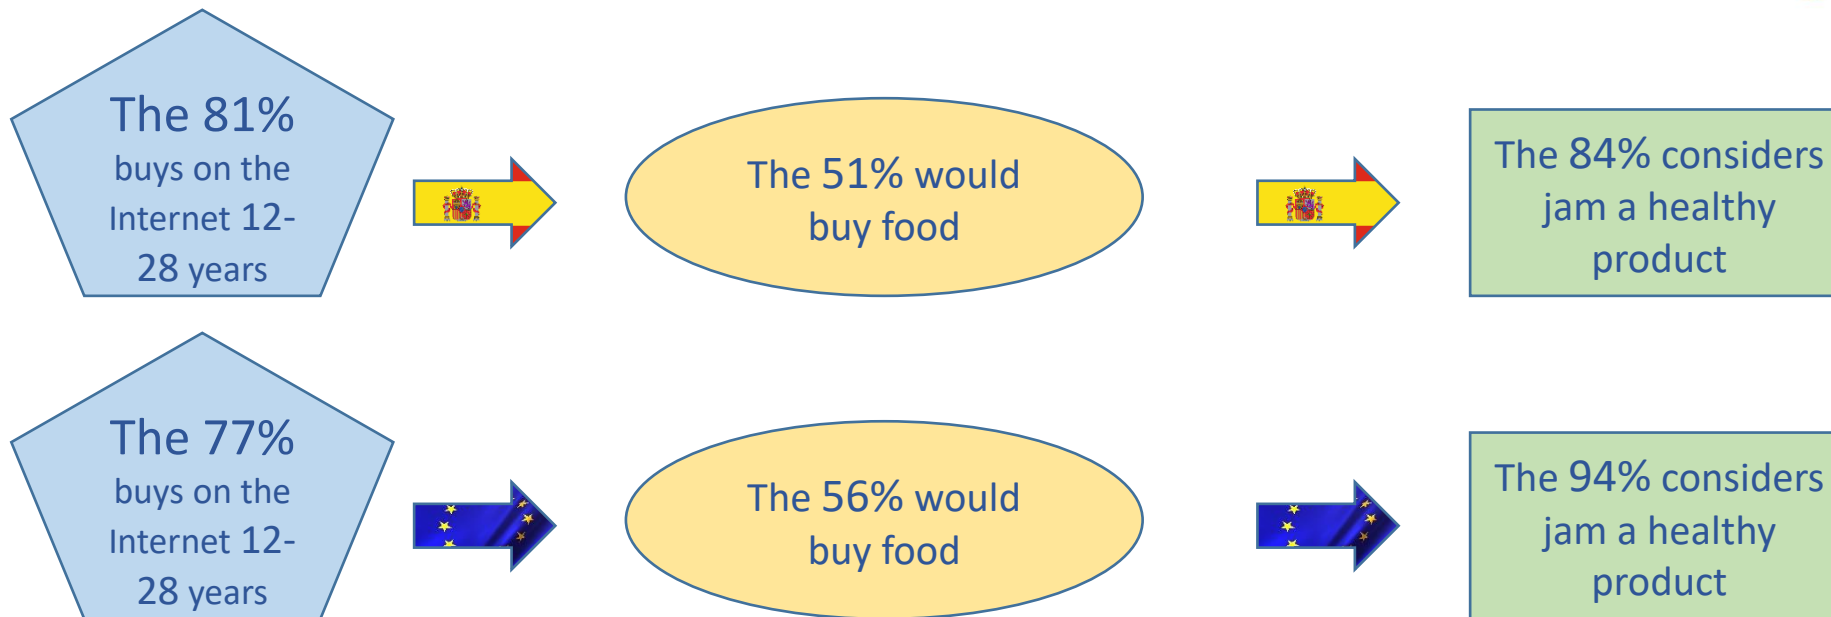 The 81%
buys on the
Internet 12-
28 years
The 51% would
buy food
The 84% considers
jam a healthy
product
The 77%
buys on the
Internet 12-
28 years
The 56% would
buy food
The 94% considers
jam a healthy
product